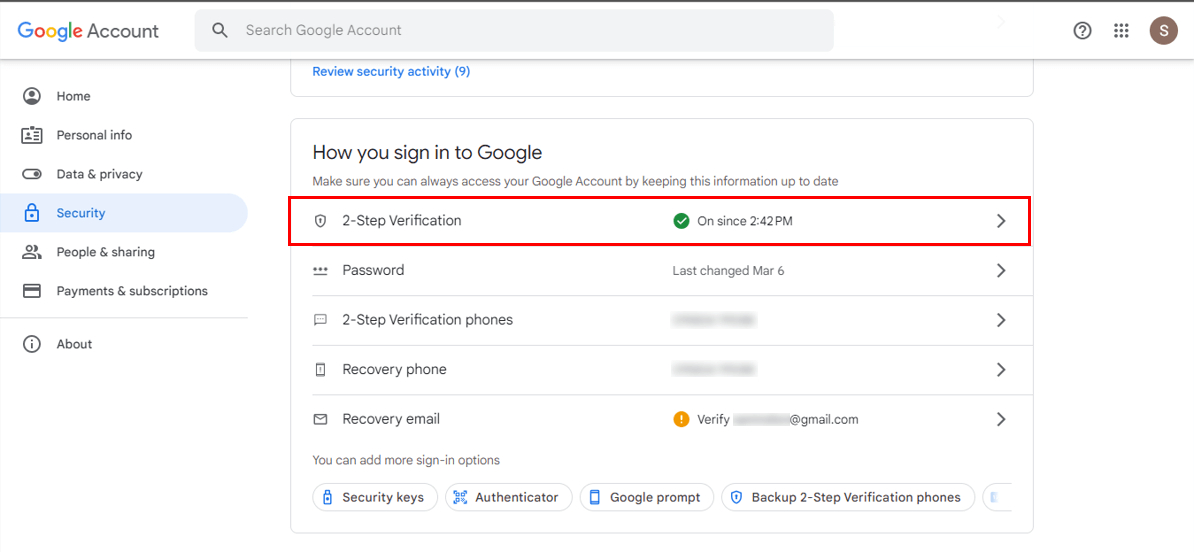 Google Account
Search Google Account
S
Review security activity (9)
Home
Personal info
Data & privacy
Security
People & sharing
Payments & subscriptions
About
How you sign in to Google
Make sure you can always access your Google Account by keeping this information up to date
2-Step Verification On since 2:42 PM
Password Last changed Mar 6
2-Step Verification phones
Recovery phone
Recovery email Verify @gmail.com
You can add more sign-in options
Security keys Authenticator Google prompt Backup 2-Step Verification phones